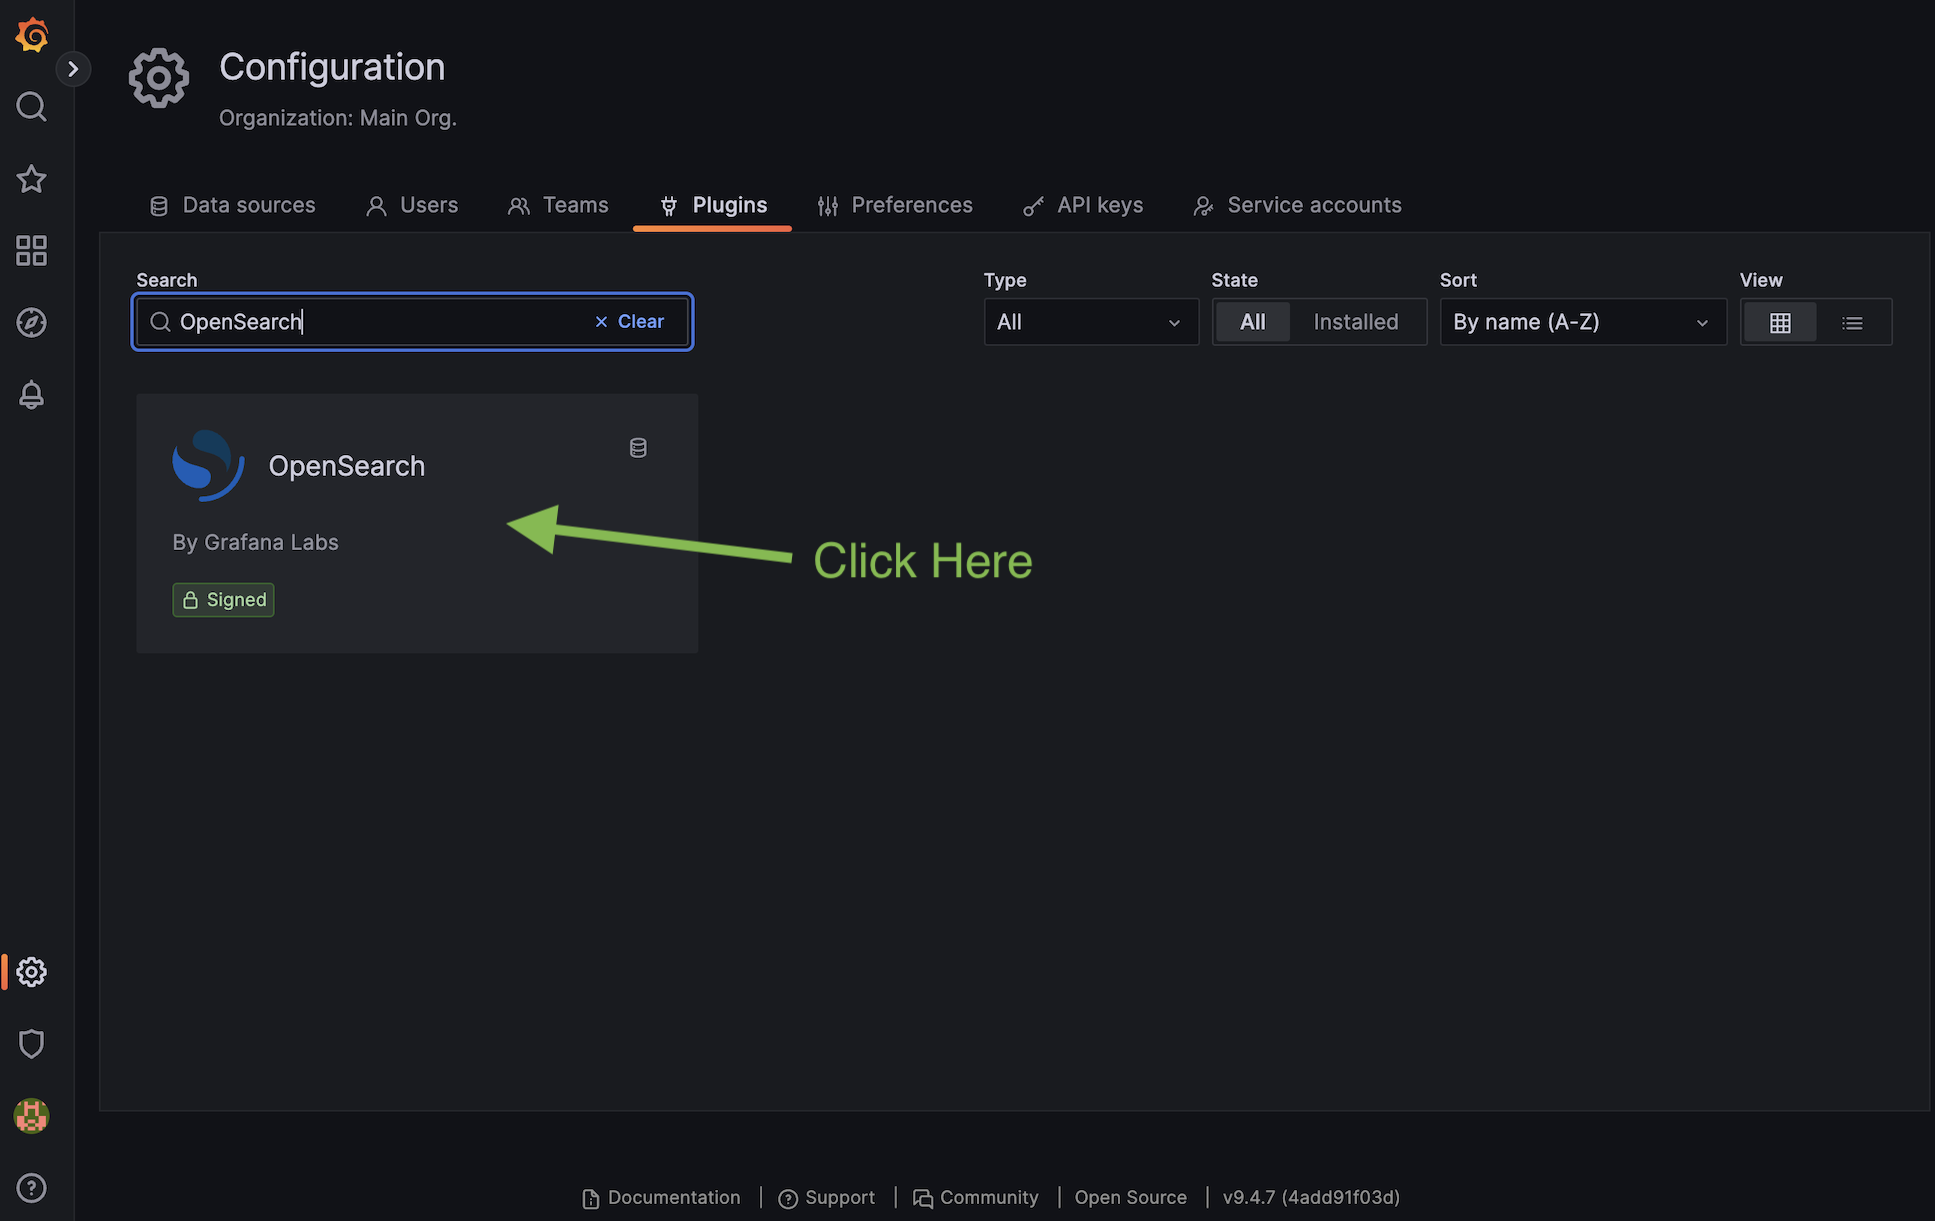 Configuration
Organization: Main Org.
Data sources Users Teams Plugins Preferences API keys Service accounts
Search Type State Sort View
OpenSearch Clear All All Installed By name (A-Z)
OpenSearch
By Grafana Labs
Click Here
Signed
Documentation | Support | Community | Open Source | v9.4.7 (4add91f03d)